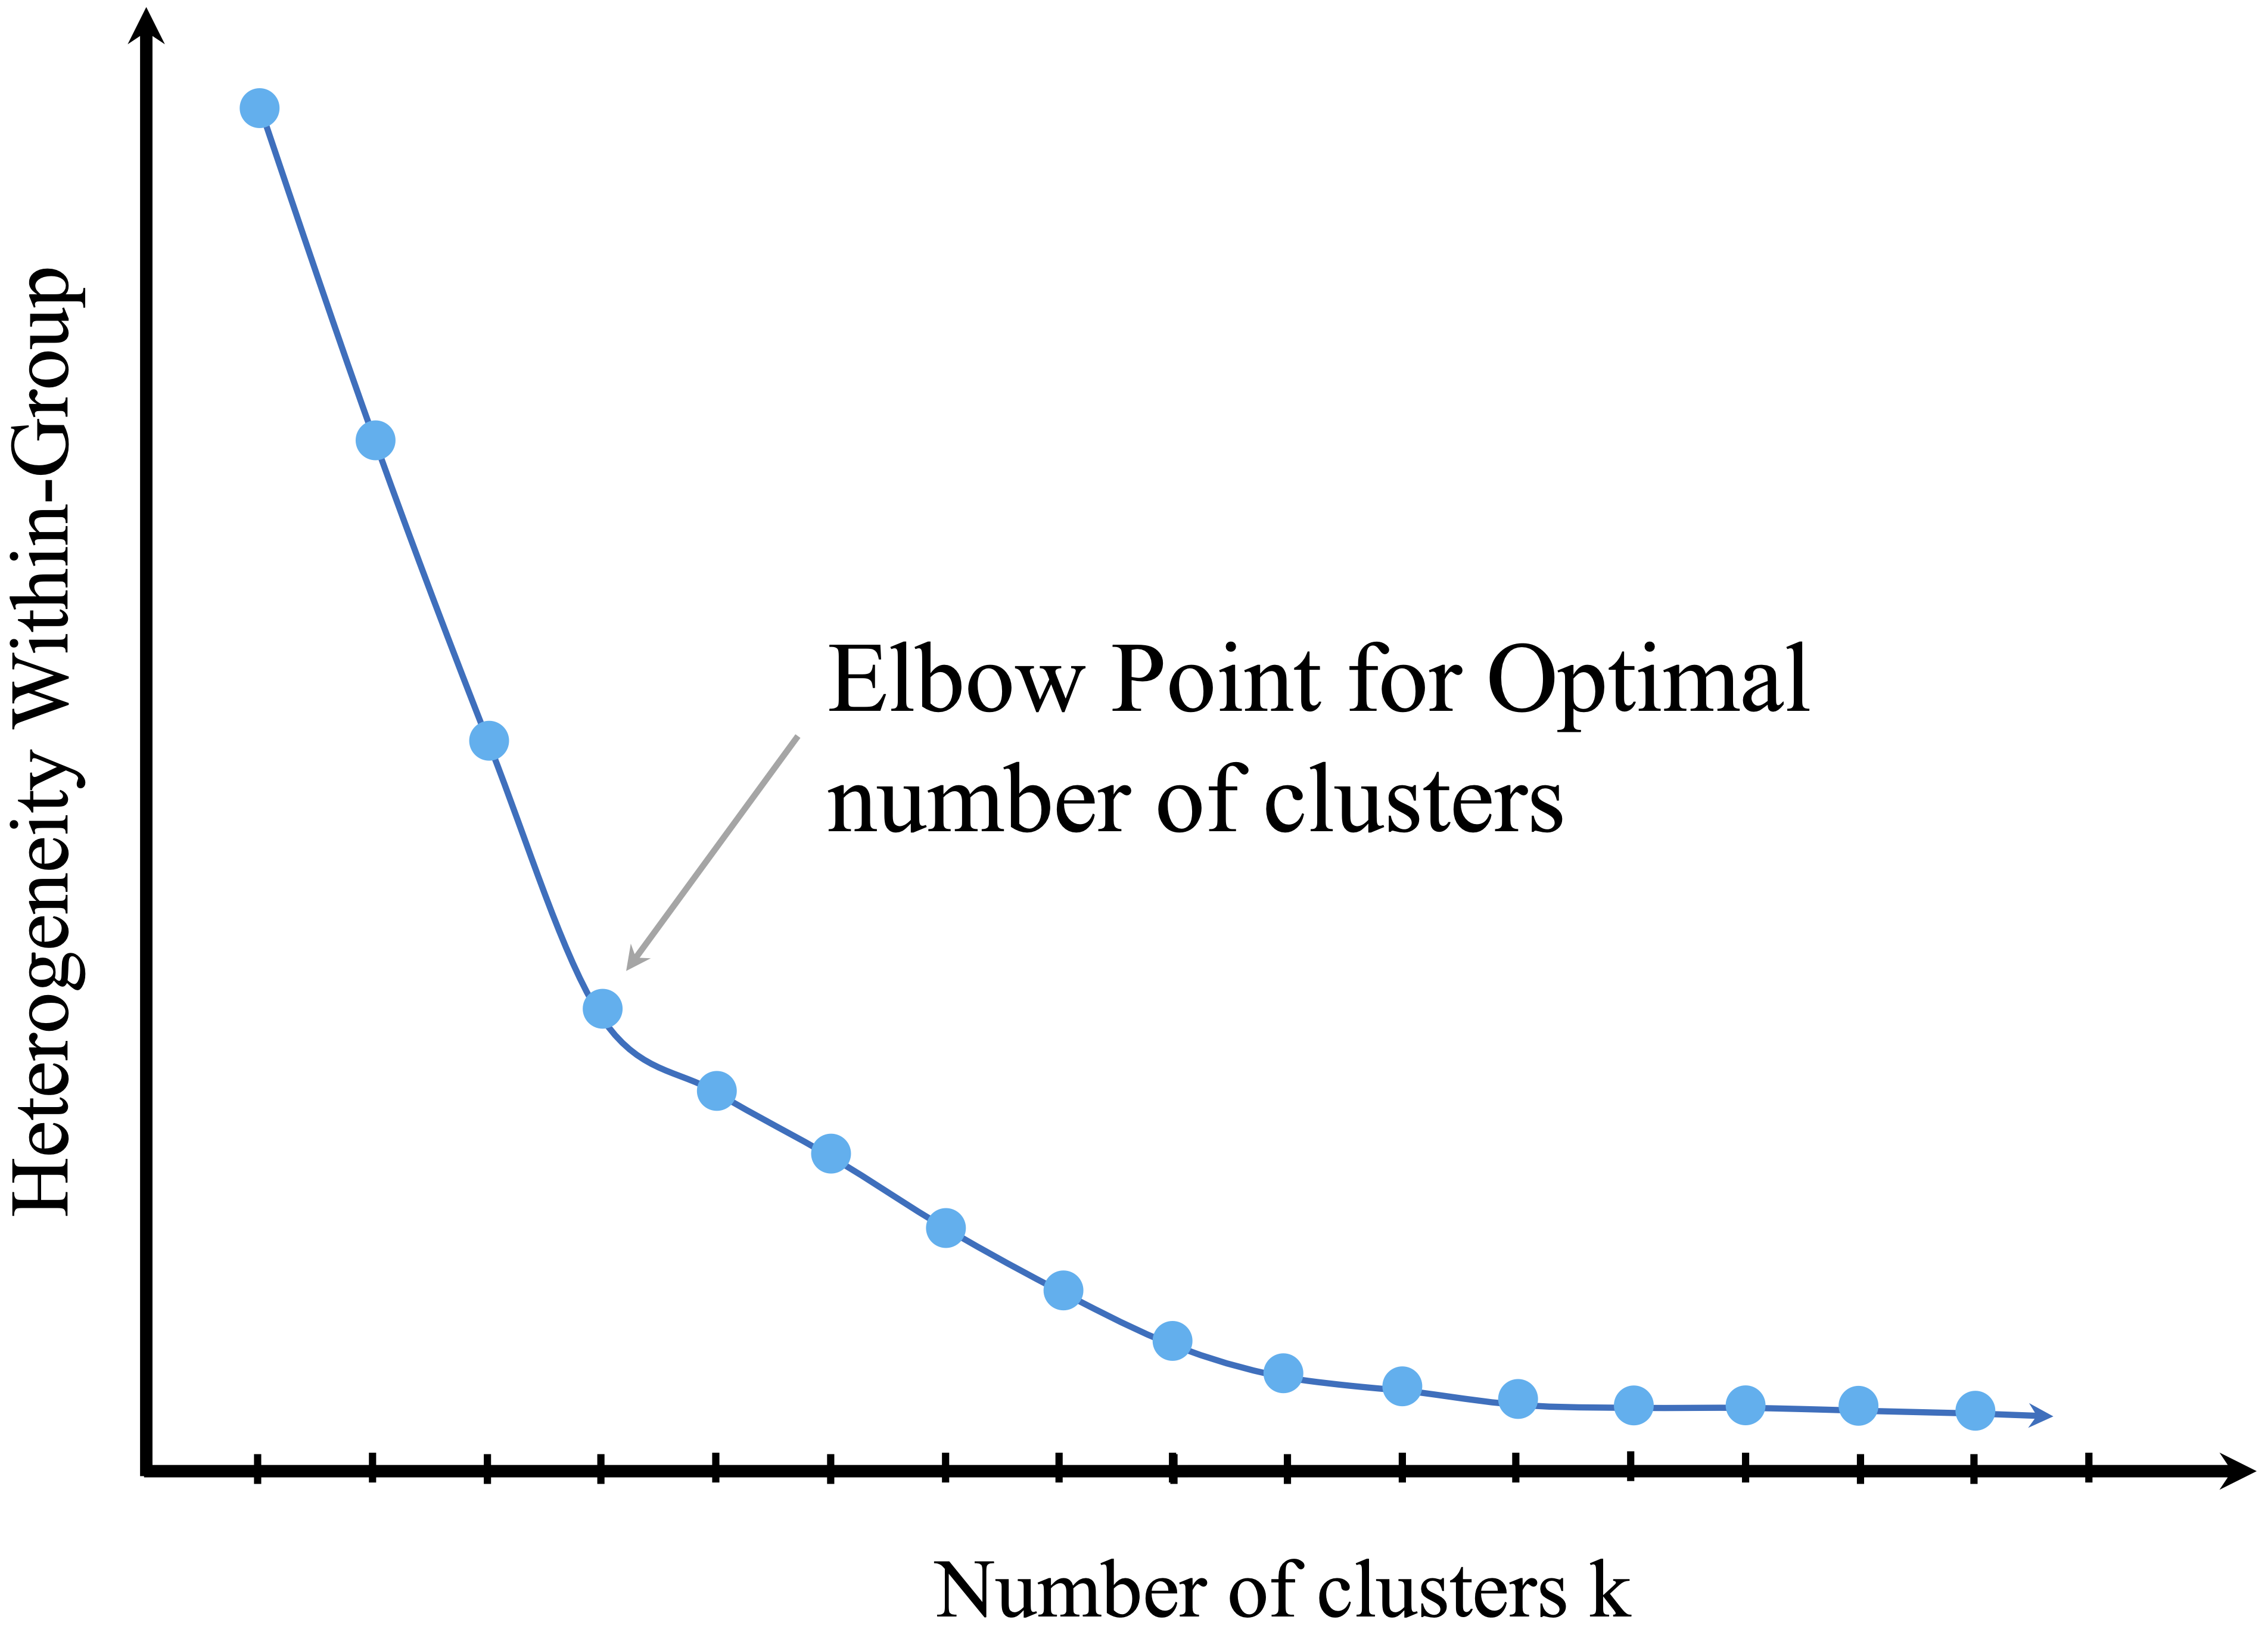 Heterogeneity Within-Group
Elbow Point for Optimal
number of clusters
Number of clusters k